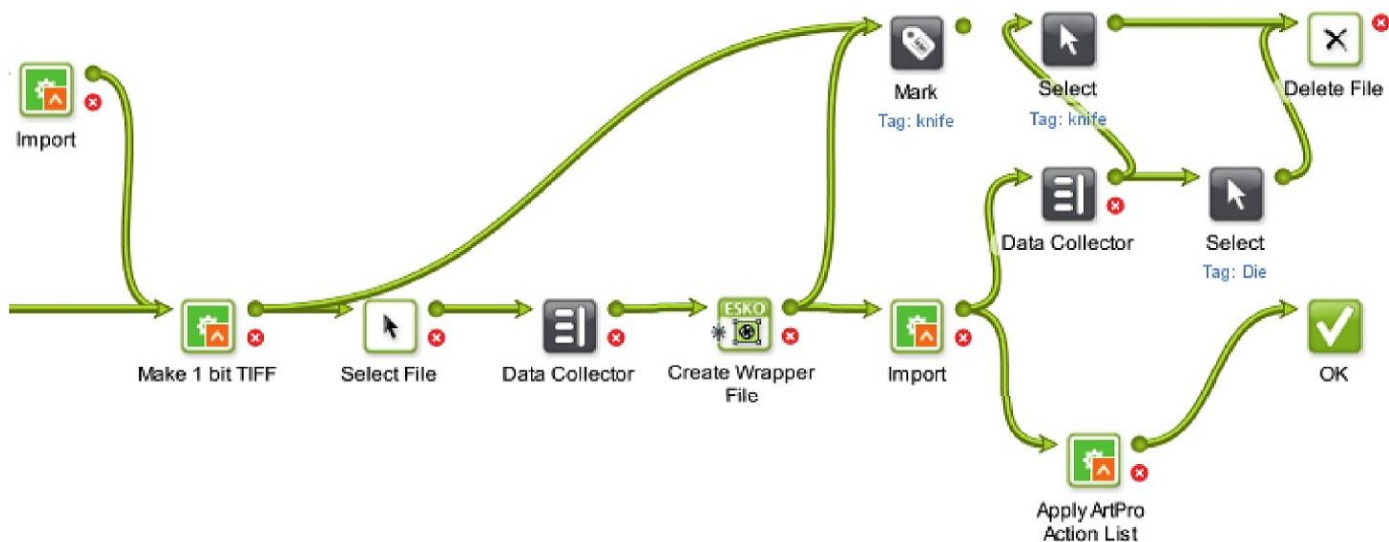 Mark
Tag: knife
Select
Tag: knife
Delete File
Import
Data Collector
Select
Tag: Die
Make 1 bit TIFF
Select File
Data Collector
ESKO
Create Wrapper
File
Import
OK
Apply ArtPro
Action List